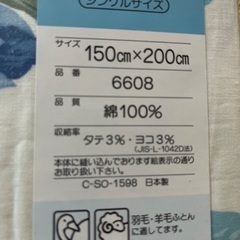 シングルサイズ
サイズ 150cm×200cm
品番 6608
品質 綿100%
収縮率 タテ3%・ヨコ3%
(JIS-L-1042D法)
本体に縫い込んでおります絵表示の通り
お取り扱い下さい。
C-SO-1598 日本製
羽毛・羊毛ふとん
に適してます。